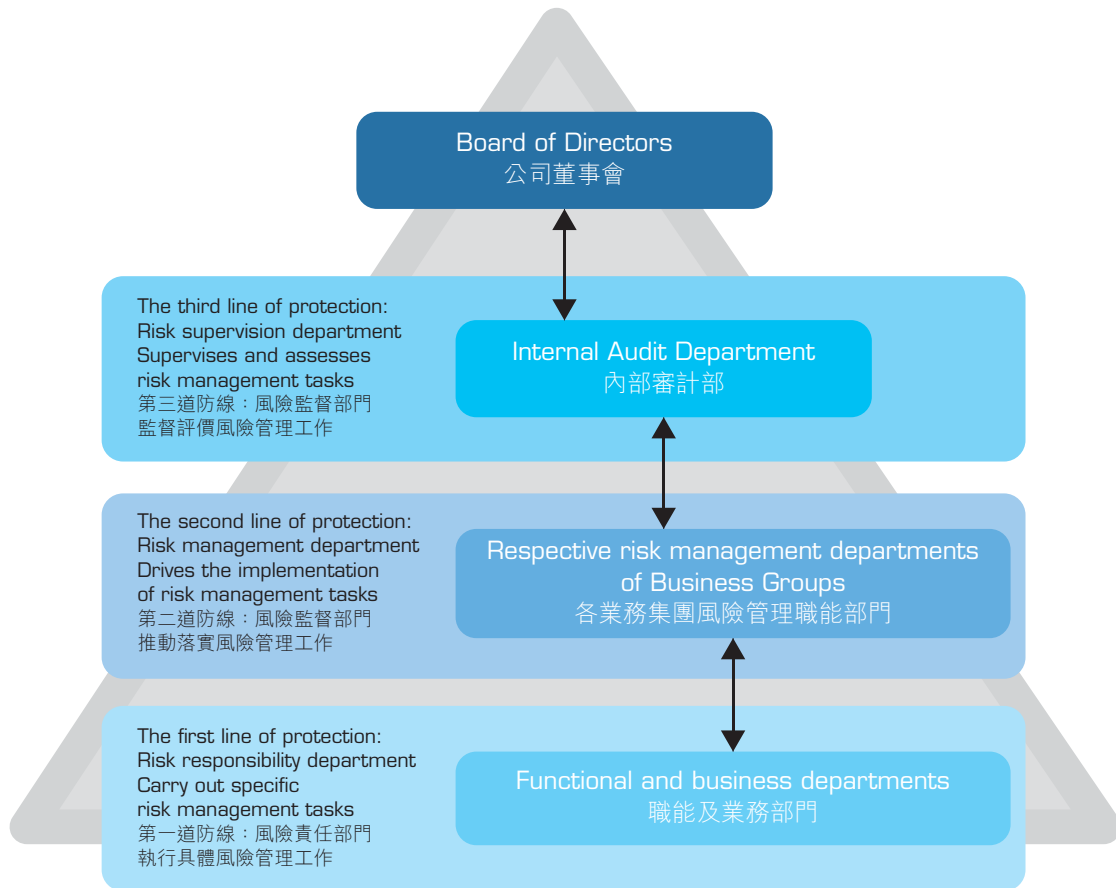 Board of Directors
公司董事會
The third line of protection:
Risk supervision department
Supervises and assesses
risk management tasks
第三道防線：風險監督部門
監督評價風險管理工作
Internal Audit Department
內部審計部
The second line of protection:
Risk management department
Drives the implementation
of risk management tasks
第二道防線：風險監督部門
推動落實風險管理工作
Respective risk management departments
of Business Groups
各業務集團風險管理職能部門
The first line of protection:
Risk responsibility department
Carry out specific
risk management tasks
第一道防線：風險責任部門
執行具體風險管理工作
Functional and business departments
職能及業務部門